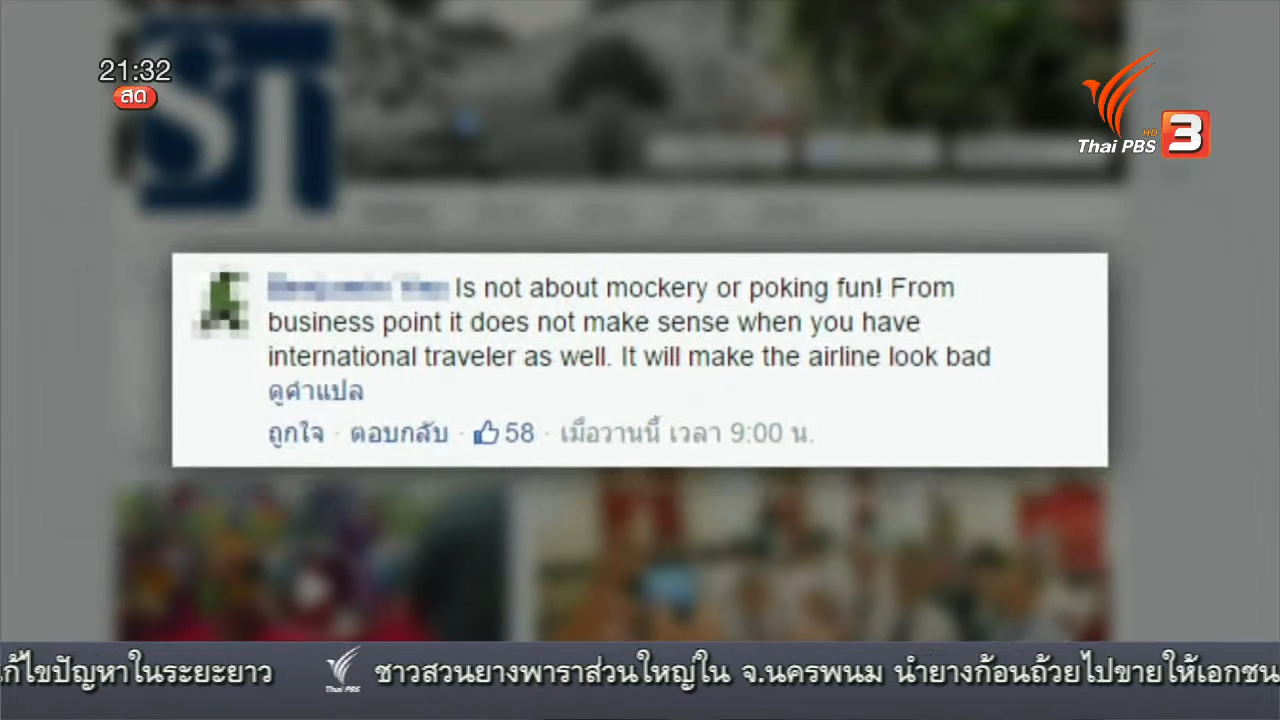 21:32
สด
ST
HD
Thai PBS 3
Is not about mockery or poking fun! From
business point it does not make sense when you have
international traveler as well. It will make the airline look bad
ดูคำแปล
ถูกใจ · ตอบกลับ · 58 · เมื่อวานนี้ เวลา 9:00 น.
ก้ไขปัญหาในระยะยาว Thai PBS ชาวสวนยางพาราส่วนใหญ่ใน จ.นครพนม นำยางก้อนถ้วยไปขายให้เอกชน